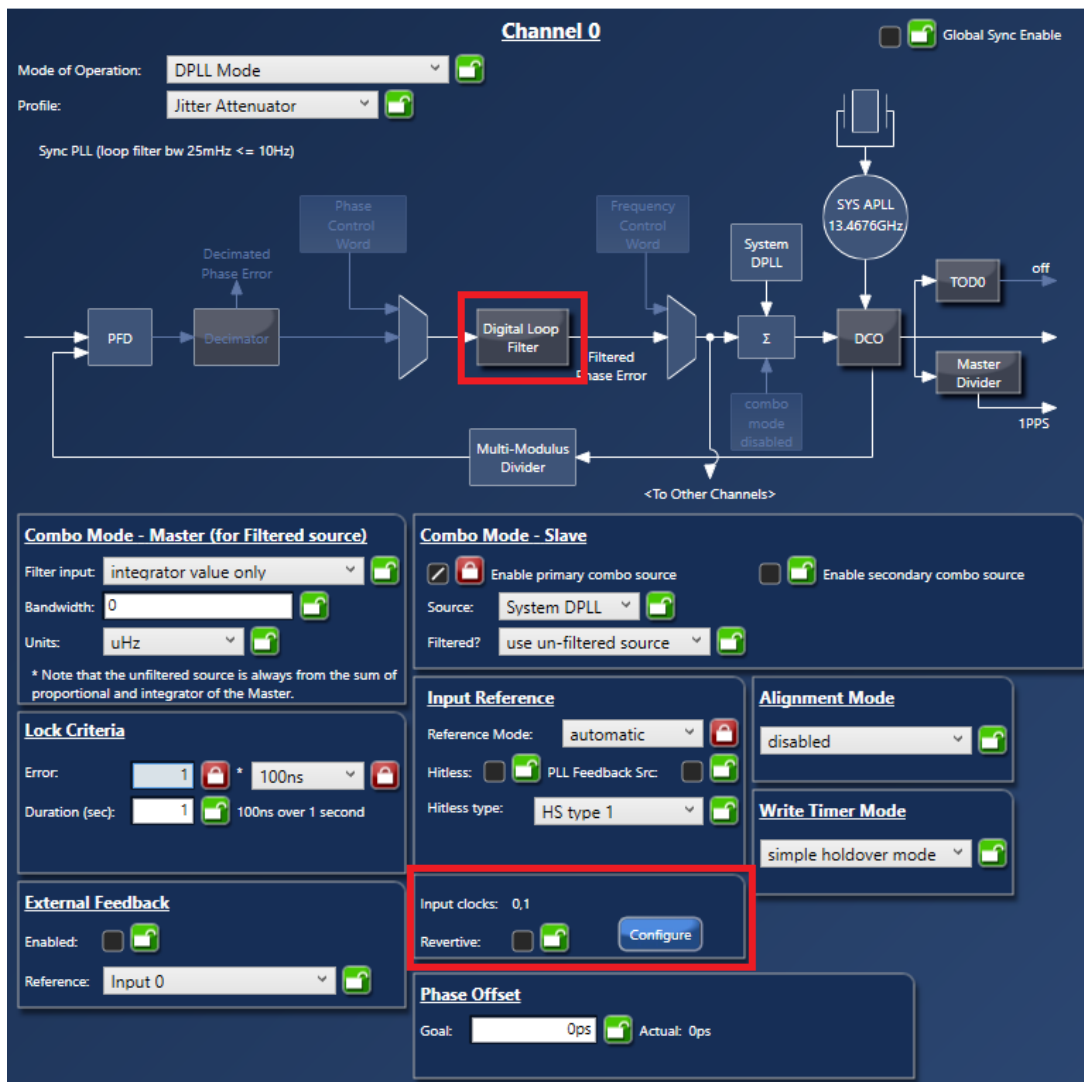 Channel 0
Global Sync Enable
Mode of Operation: DPLL Mode
Profile: Jitter Attenuator
Sync PLL (loop filter bw 25mHz <= 10Hz)
SYS APLL
13.4676GHz
Phase
Control
Word
Frequency
Control
Word
Decimated
Phase Error
System
DPLL
TOD0
off
PFD
Decimator
Digital Loop
Filter
Filtered
Phase Error
Σ
DCO
Master
Divider
1PPS
combo
mode
disabled
Multi-Modulus
Divider
<To Other Channels>
Combo Mode - Master (for Filtered source)
Filter input: integrator value only
Bandwidth: 0
Units: uHz
* Note that the unfiltered source is always from the sum of
proportional and integrator of the Master.
Combo Mode - Slave
Enable primary combo source
Enable secondary combo source
Source: System DPLL
Filtered? use un-filtered source
Lock Criteria
Error: 1 * 100ns
Duration (sec): 1 100ns over 1 second
Input Reference
Reference Mode: automatic
Hitless: PLL Feedback Src:
Hitless type: HS type 1
Alignment Mode
disabled
Write Timer Mode
simple holdover mode
External Feedback
Enabled:
Reference: Input 0
Input clocks: 0,1
Revertive:
Configure
Phase Offset
Goal: 0ps Actual: 0ps